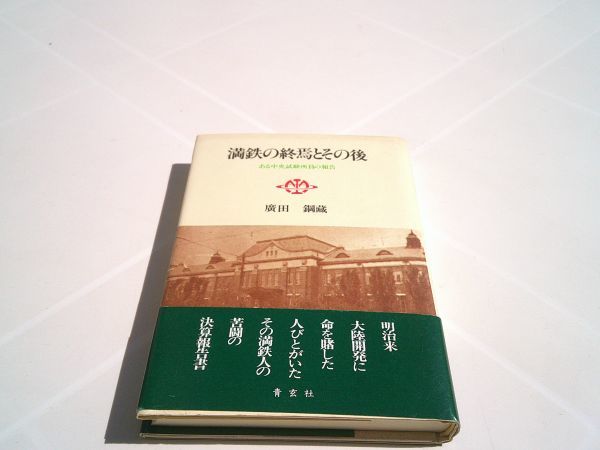 満鉄の終焉とその後
ある中央試験所員の報告
廣田 鋼蔵
明治来
大陸開発に
命を賭した
人びとがいた
その満鉄人の
苦闘の
決算報告書
青玄社